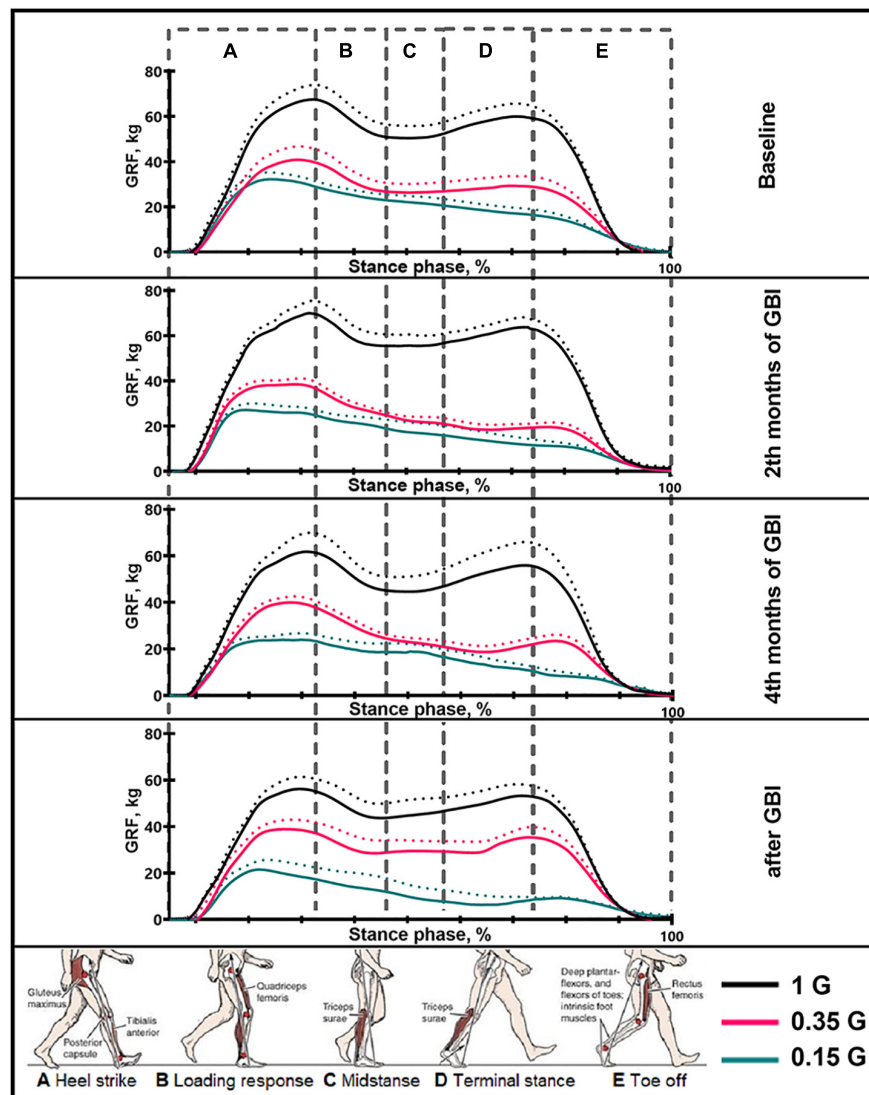 A B C D E
80
60
40
20
0
GRF, kg
Stance phase, %
100
Baseline
80
60
40
20
0
GRF, kg
Stance phase, %
100
2th months of GBI
80
60
40
20
0
GRF, kg
Stance phase, %
100
4th months of GBI
80
60
40
20
0
GRF, kg
Stance phase, %
100
after GBI
Gluteus
maximus
Posterior
capsule
Tibialis
anterior
Quadriceps
femoris
Triceps
surae
Triceps
surae
Deep plantar-
flexors, and
flexors of toes;
intrinsic foot
muscles
Rectus
femoris
A Heel strike
B Loading response
C Midstanse
D Terminal stance
E Toe off
1 G
0.35 G
0.15 G